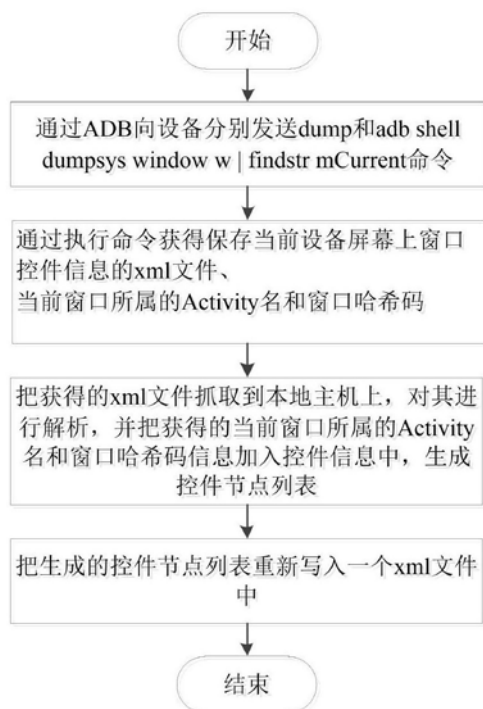 开始
通过ADB向设备分别发送dump和adb shell
dumpsys window w | findstr mCurrent命令
通过执行命令获得保存当前设备屏幕上窗口
控件信息的xml文件、
当前窗口所属的Activity名和窗口哈希码
把获得的xml文件抓取到本地主机上，对其进
行解析，并把获得的当前窗口所属的Activity
名和窗口哈希码信息加入控件信息中，生成
控件节点列表
把生成的控件节点列表重新写入一个xml文件
中
结束